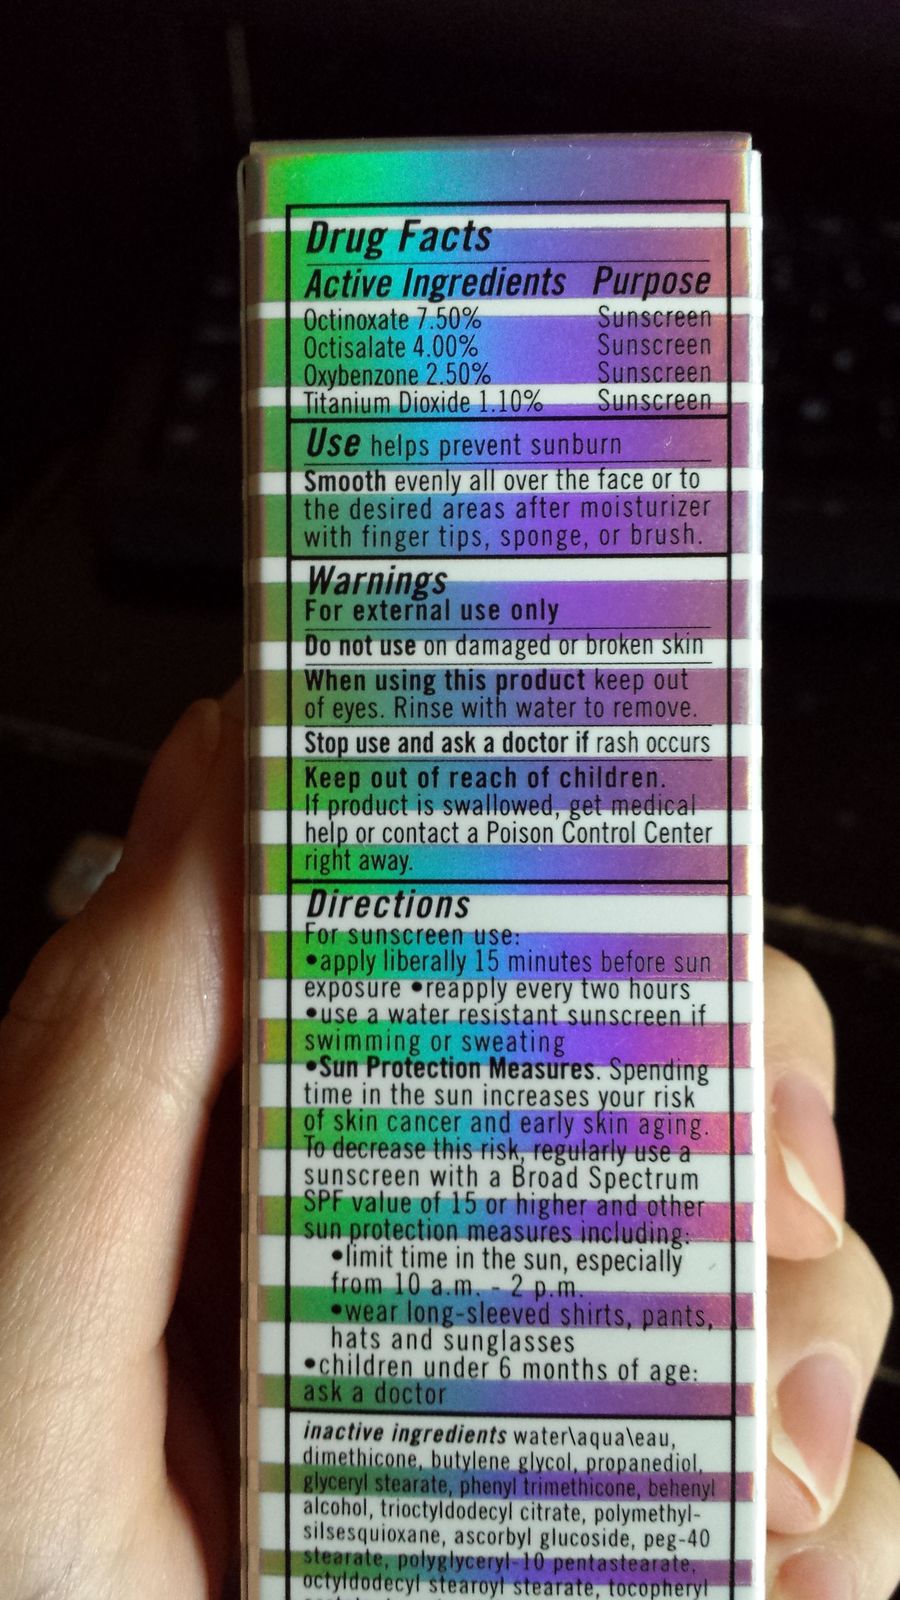 Drug Facts
Active Ingredients Purpose
Octinoxate 7.50% Sunscreen
Octisalate 4.00% Sunscreen
Oxybenzone 2.50% Sunscreen
Titanium Dioxide 1.10% Sunscreen
Use helps prevent sunburn
Smooth evenly all over the face or to
the desired areas after moisturizer
with finger tips, sponge, or brush.
Warnings
For external use only
Do not use on damaged or broken skin
When using this product keep out
of eyes. Rinse with water to remove.
Stop use and ask a doctor if rash occurs
Keep out of reach of children.
If product is swallowed, get medical
help or contact a Poison Control Center
right away.
Directions
For sunscreen use:
•apply liberally 15 minutes before sun
exposure •reapply every two hours
•use a water resistant sunscreen if
swimming or sweating
•Sun Protection Measures. Spending
time in the sun increases your risk
of skin cancer and early skin aging.
To decrease this risk, regularly use a
sunscreen with a Broad Spectrum
SPF value of 15 or higher and other
sun protection measures including:
•limit time in the sun, especially
from 10 a.m. - 2 p.m.
•wear long-sleeved shirts, pants,
hats and sunglasses
•children under 6 months of age:
ask a doctor
inactive ingredients water\aqua\eau,
dimethicone, butylene glycol, propanediol,
glyceryl stearate, phenyl trimethicone, behenyl
alcohol, trioctyldodecyl citrate, polymethyl-
silsesquioxane, ascorbyl glucoside, peg-40
stearate, polyglyceryl-10 pentastearate,
octyldodecyl stearoyl stearate, tocopheryl